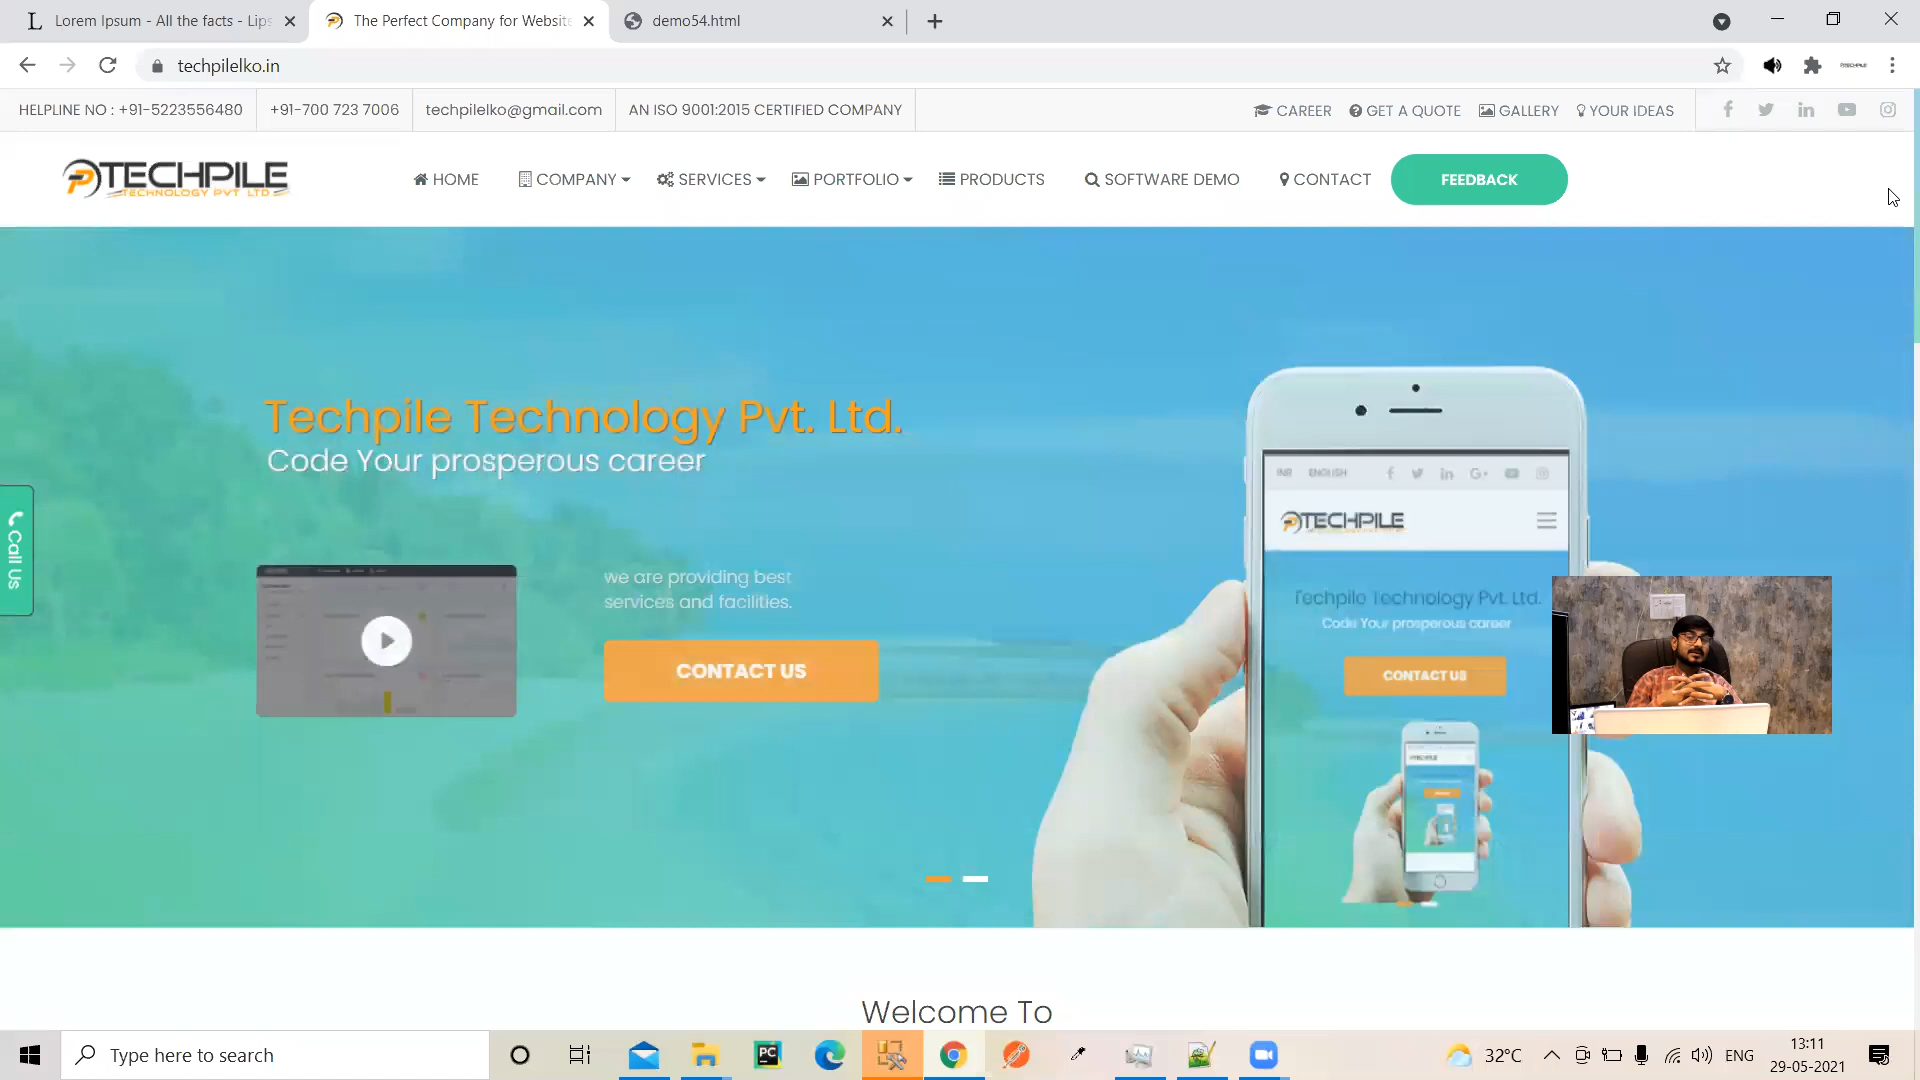 Lorem Ipsum - All the facts - Lips
The Perfect Company for Website
demo54.html
techpilelko.in
HELPLINE NO : +91-5223556480
+91-700 723 7006
techpilelko@gmail.com
AN ISO 9001:2015 CERTIFIED COMPANY
CAREER
GET A QUOTE
GALLERY
YOUR IDEAS
TECHPILE
TECHNOLOGY PVT. LTD.
HOME
COMPANY
SERVICES
PORTFOLIO
PRODUCTS
SOFTWARE DEMO
CONTACT
FEEDBACK
Techpile Technology Pvt. Ltd.
Code Your prosperous career
we are providing best
services and facilities.
CONTACT US
Call Us
INR ENGLISH
TECHPILE
Techpile Technology Pvt. Ltd.
Code Your prosperous career
CONTACT US
Welcome To
Type here to search
32°C
ENG
13:11
29-05-2021